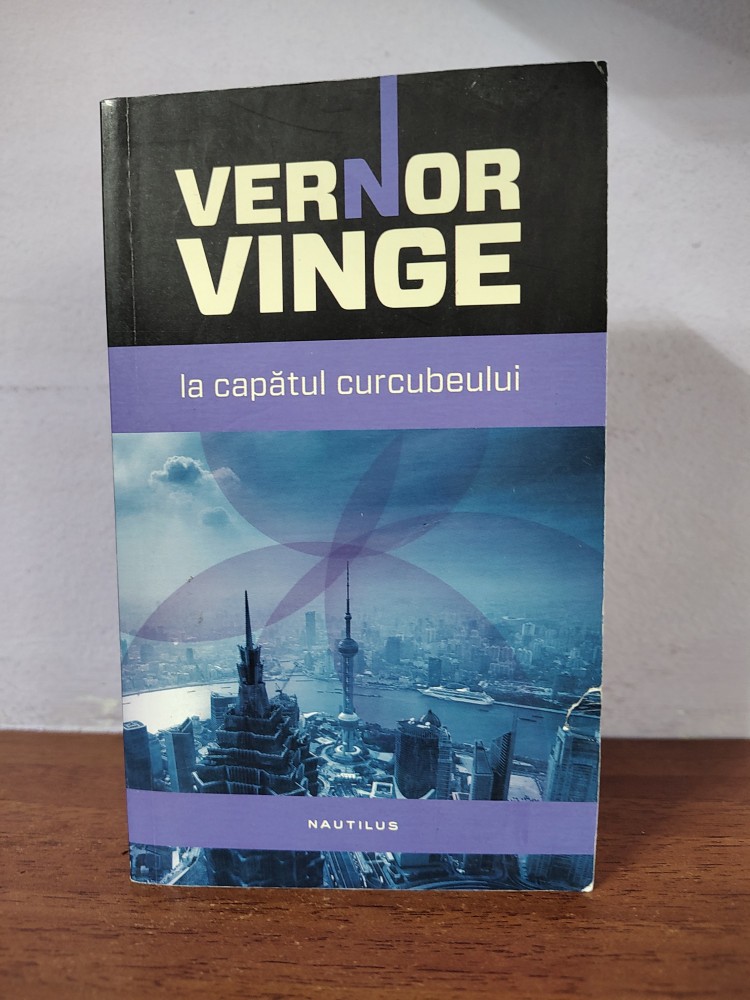 VERNOR
VINGE
la capătul curcubeului
NAUTILUS